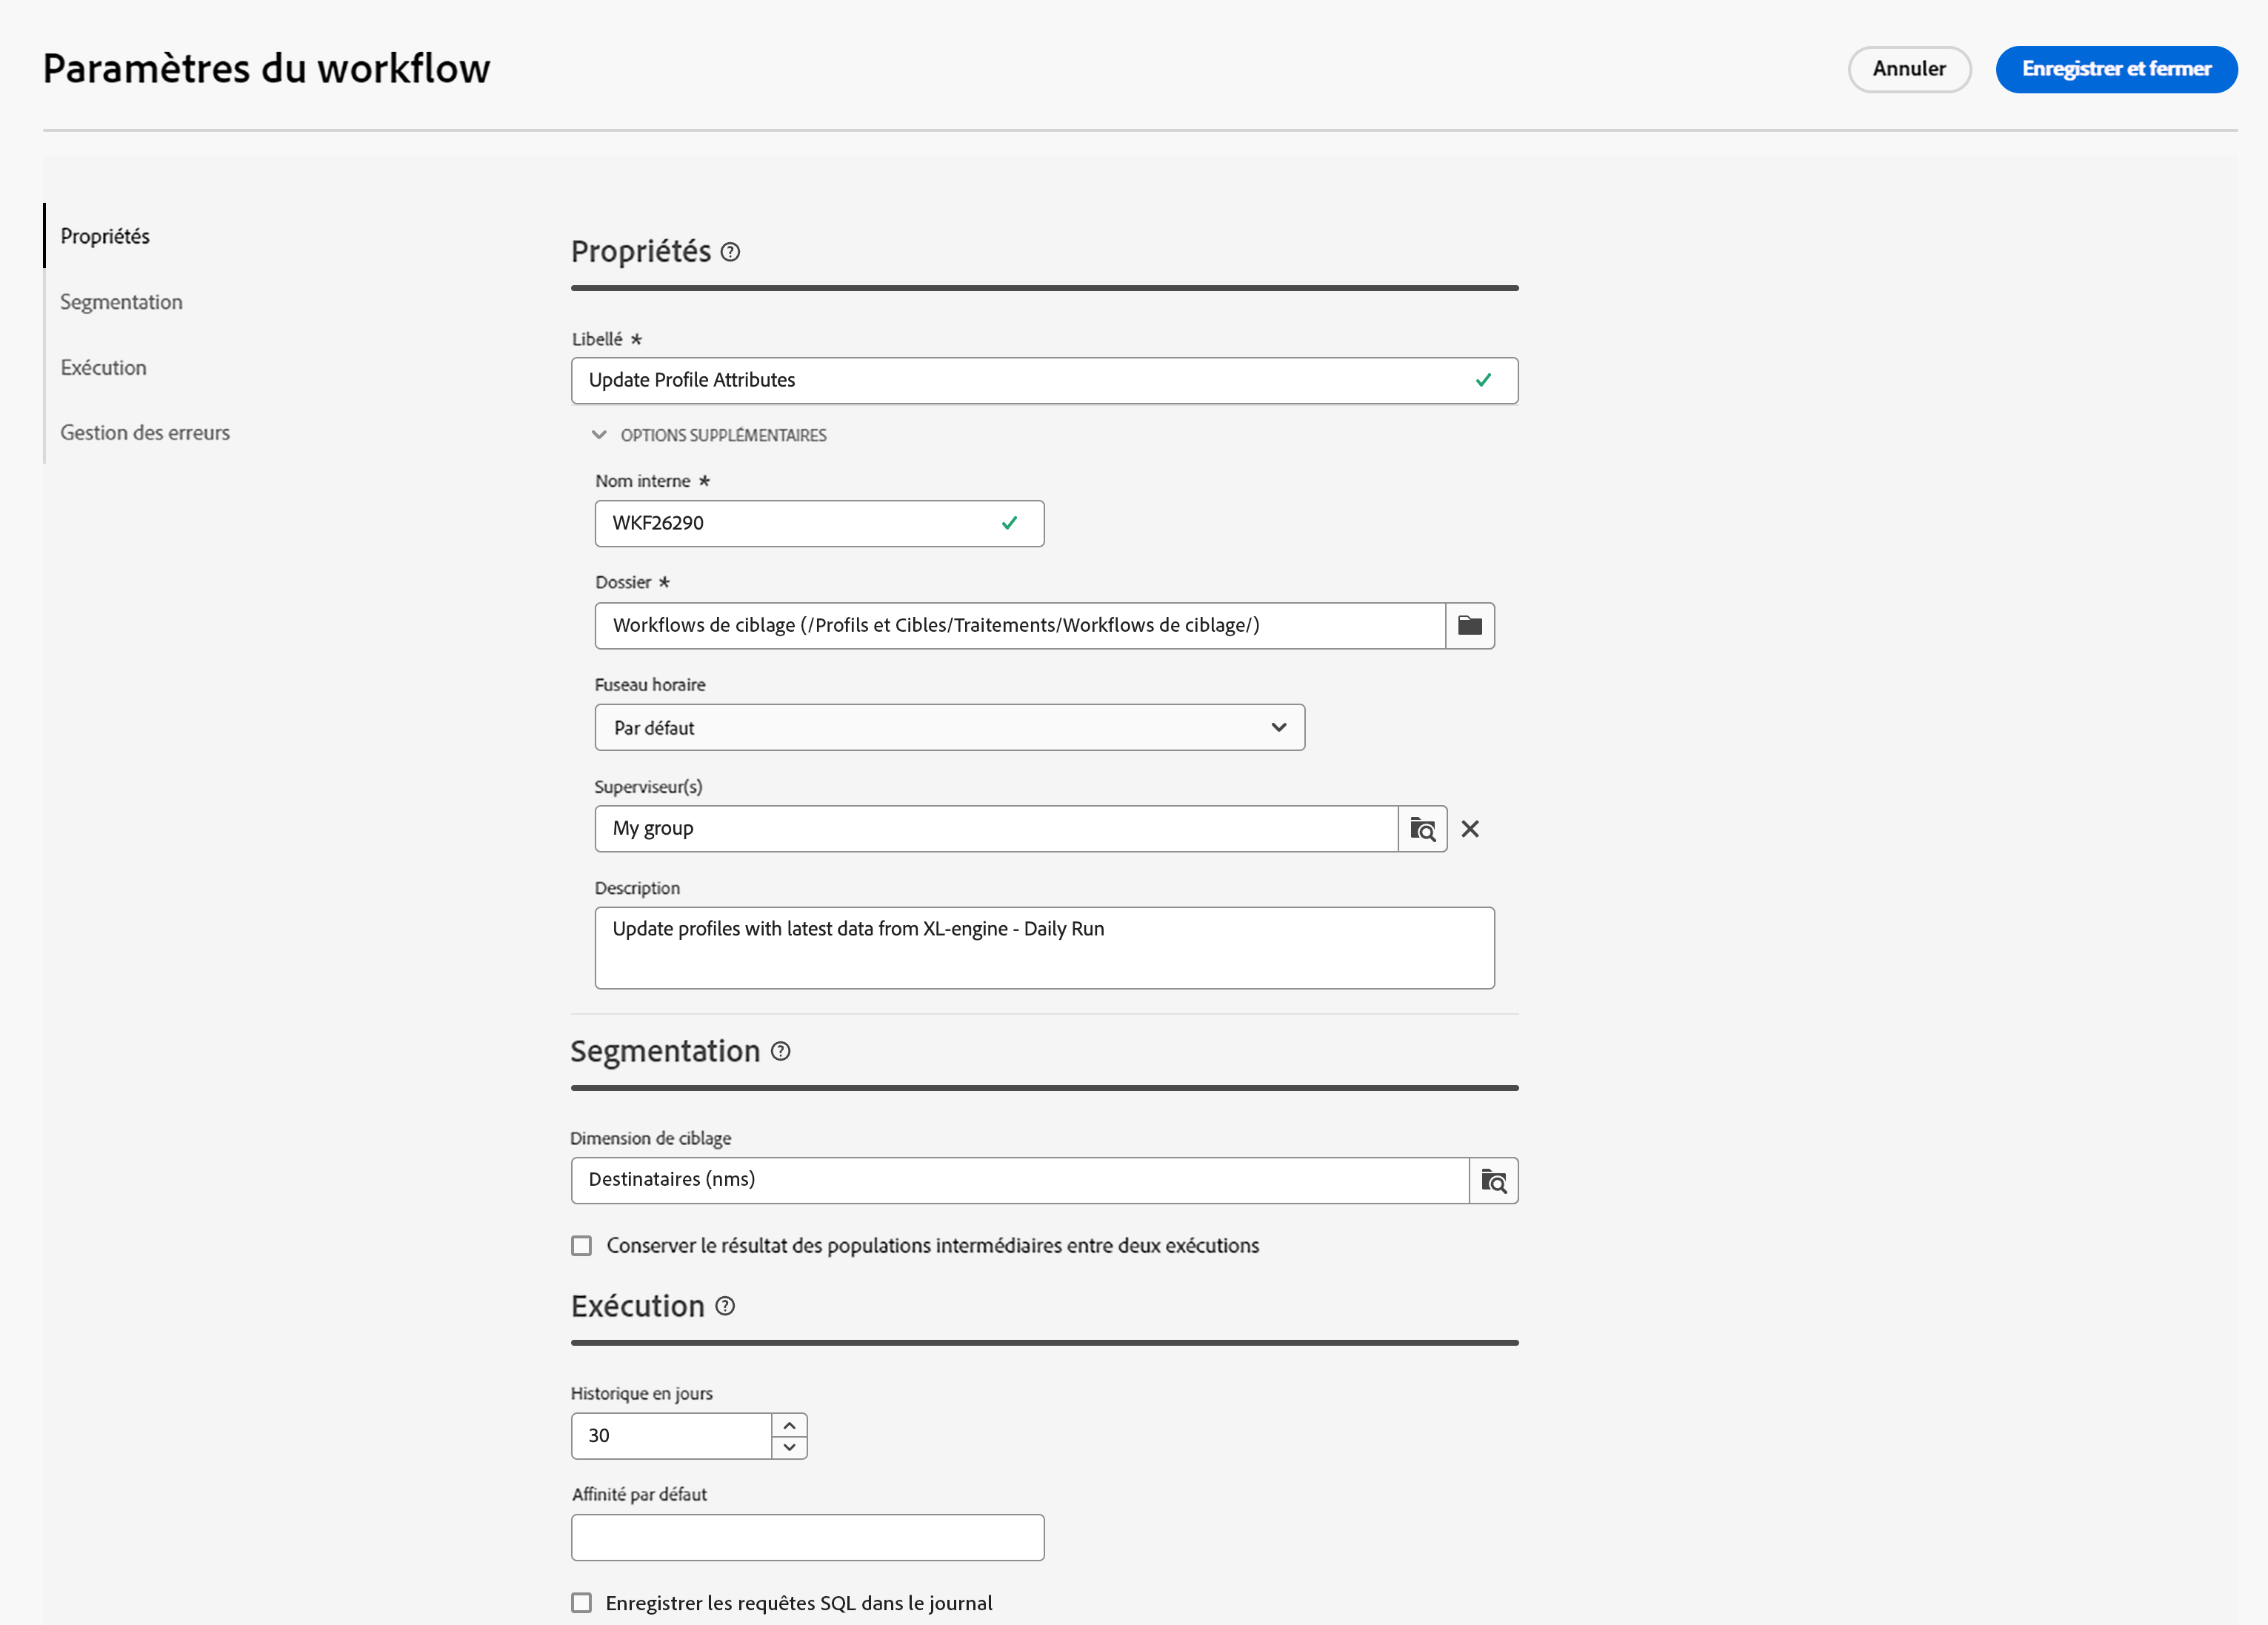 Paramètres du workflow
Annuler
Enregistrer et fermer
Propriétés
Segmentation
Exécution
Gestion des erreurs
Propriétés
Libellé *
Update Profile Attributes
OPTIONS SUPPLÉMENTAIRES
Nom interne *
WKF26290
Dossier *
Workflows de ciblage (/Profils et Cibles/Traitements/Workflows de ciblage/)
Fuseau horaire
Par défaut
Superviseur(s)
My group
Description
Update profiles with latest data from XL-engine - Daily Run
Segmentation
Dimension de ciblage
Destinataires (nms)
Conserver le résultat des populations intermédiaires entre deux exécutions
Exécution
Historique en jours
30
Affinité par défaut
Enregistrer les requêtes SQL dans le journal